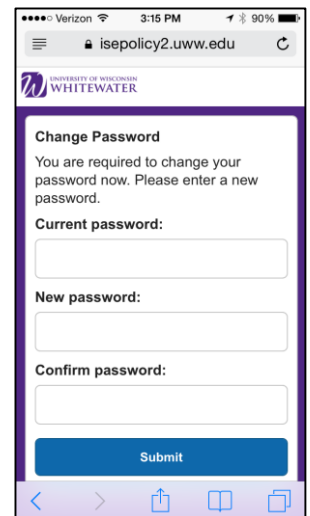 Verizon 3:15 PM 90%
isepolicy2.uww.edu
UNIVERSITY OF WISCONSIN
WHITEWATER
Change Password
You are required to change your
password now. Please enter a new
password.
Current password:
New password:
Confirm password:
Submit